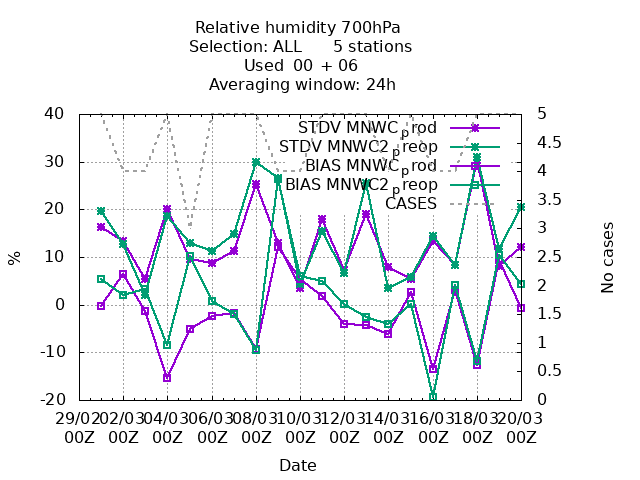 Relative humidity 700hPa
Selection: ALL 5 stations
Used 00 + 06
Averaging window: 24h
40 5
STDV MNWC_prod
4.5
STDV MNWC2_preop
30 4
BIAS MNWC_prod
BIAS MNWC2_preop
3.5
CASES
20
3
10 2.5
%
No cases
2
0
1.5
1
-10
0.5
-20 0
29/02 02/03 04/03 06/03 08/03 10/03 12/03 14/03 16/03 18/03 20/03
00Z 00Z 00Z 00Z 00Z 00Z 00Z 00Z 00Z 00Z 00Z
Date